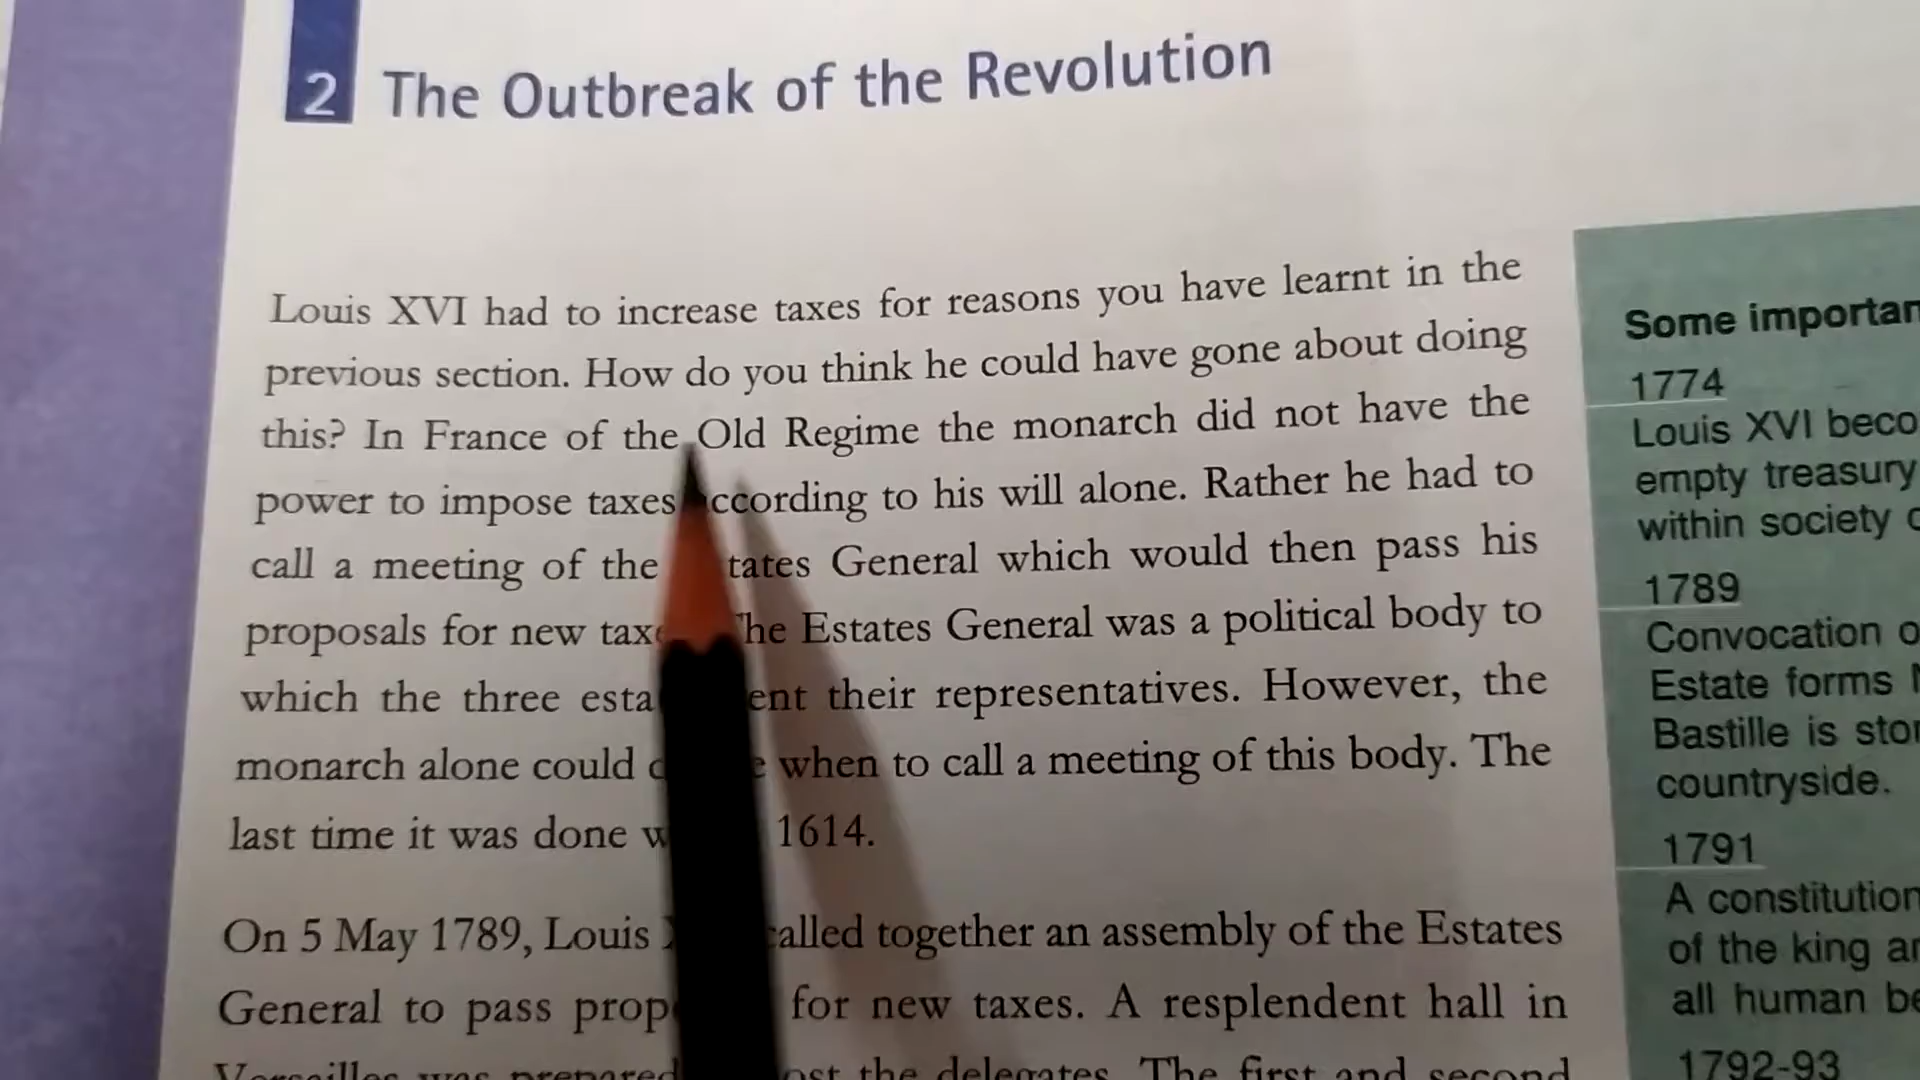 2 The Outbreak of the Revolution
Louis XVI had to increase taxes for reasons you have learnt in the
previous section. How do you think he could have gone about doing
this? In France of the Old Regime the monarch did not have the
power to impose taxes ccording to his will alone. Rather he had to
call a meeting of the tates General which would then pass his
proposals for new tax he Estates General was a political body to
which the three esta ent their representatives. However, the
monarch alone could when to call a meeting of this body. The
last time it was done 1614.
On 5 May 1789, Louis alled together an assembly of the Estates
General to pass prop for new taxes. A resplendent hall in
the delegates. The first and second
Some importan
1774
Louis XVI beco
empty treasury
within society
1789
Convocation o
Estate forms
Bastille is sto
countryside.
1791
A constitution
of the king a
all human be
1792-93